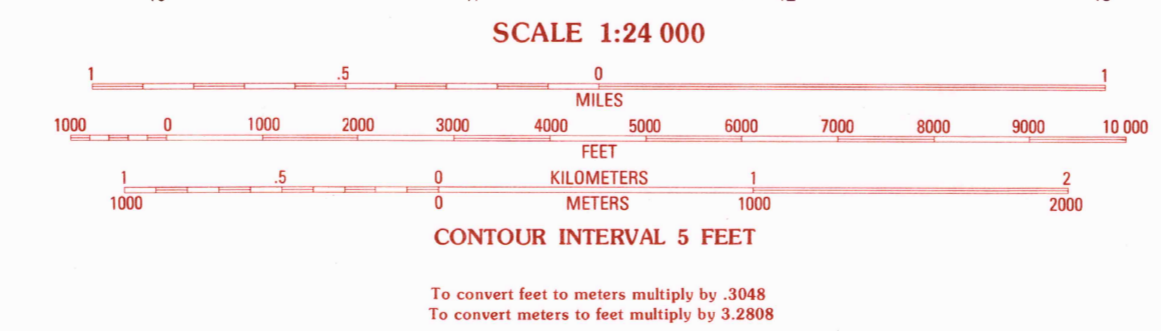 SCALE 1:24 000
1 .5 0 1
MILES
1000 0 1000 2000 3000 4000 5000 6000 7000 8000 9000 10 000
FEET
1 .5 0 KILOMETERS 1 2
1000 0 METERS 1000 2000
CONTOUR INTERVAL 5 FEET
To convert feet to meters multiply by .3048
To convert meters to feet multiply by 3.2808